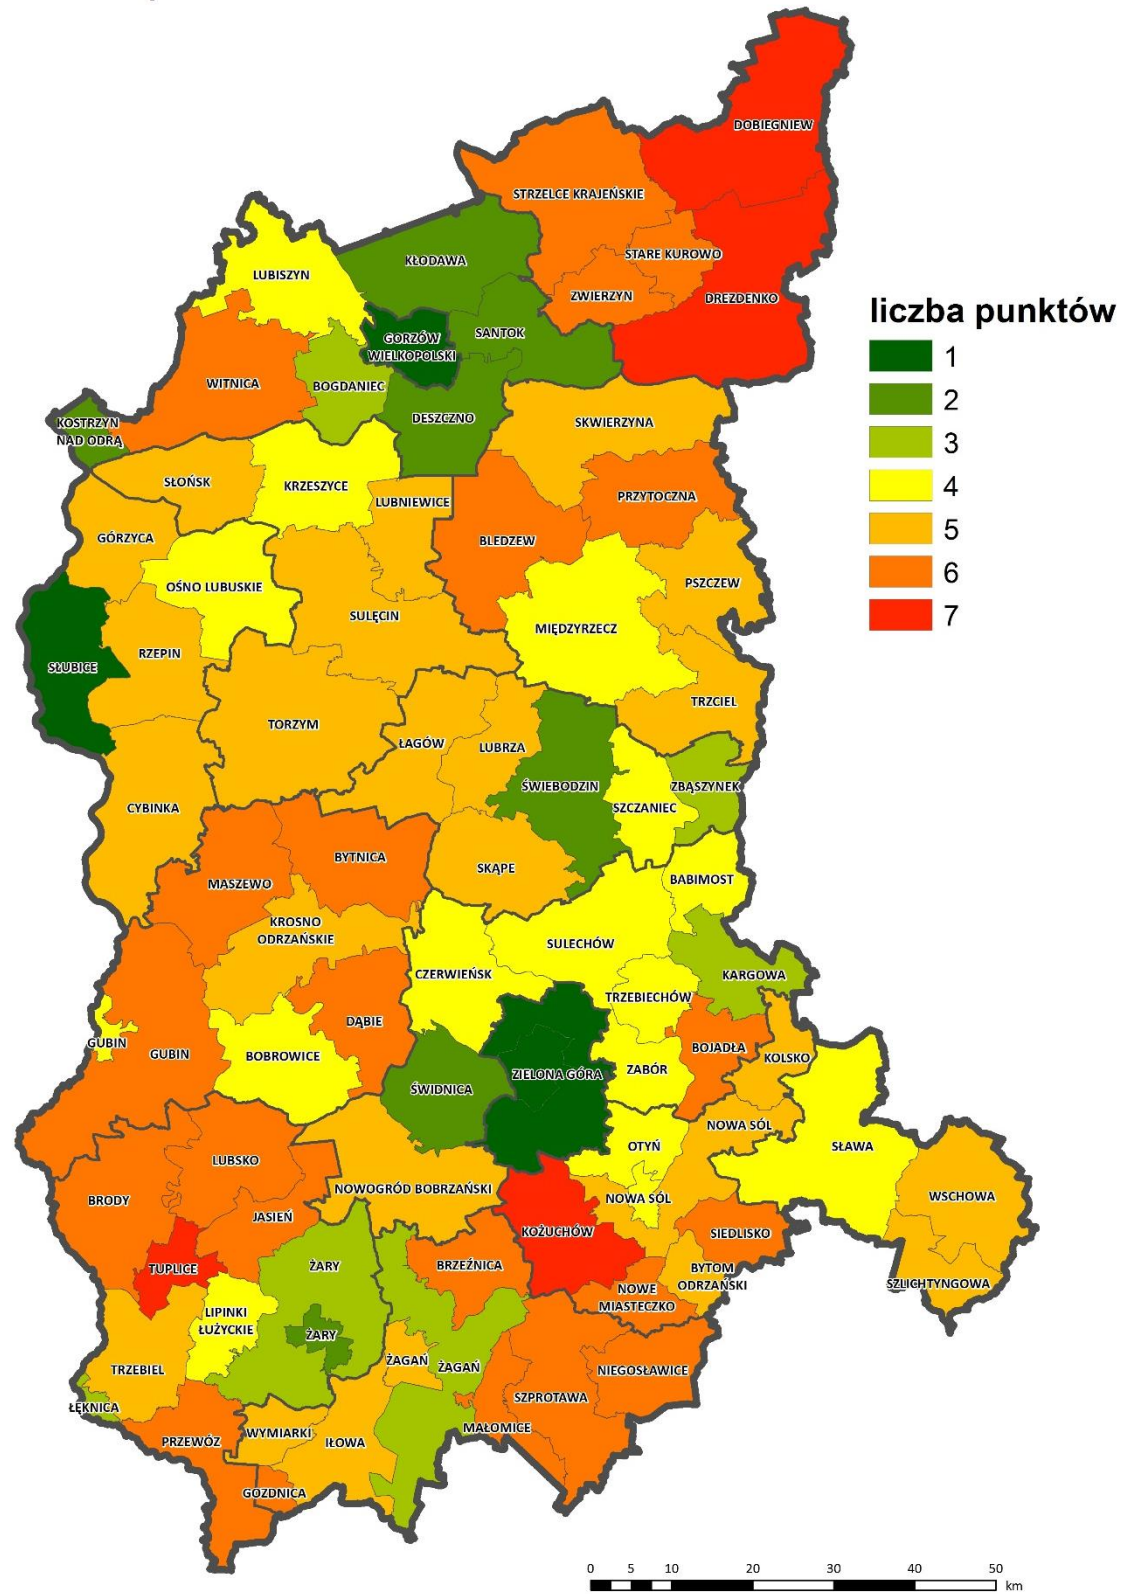 DOBIEGNIEW
STRZELCE KRAJEŃSKIE
STARE KUROWO
KŁODAWA
LUBISZYN
ZWIERZYN
DREZDENKO
liczba punktów
1
2
3
4
5
6
7
SANTOK
GORZÓW
WIELKOPOLSKI
WITNICA
BOGDANIEC
DESZCZNO
SKWIERZYNA
KOSTRZYN
NAD ODRĄ
SŁOŃSK
KRZESZYCE
LUBNIEWICE
PRZYTOCZNA
GÓRZYCA
BLEDZEW
PSZCZEW
OŚNO LUBUSKIE
SULĘCIN
MIĘDZYRZECZ
RZEPIN
SŁUBICE
TRZCIEL
TORZYM
ŁAGÓW
LUBRZA
ŚWIEBODZIN
ZBĄSZYNEK
CYBINKA
SZCZANIEC
BYTNICA
SKĄPE
MASZEWO
BABIMOST
KROSNO
ODRZAŃSKIE
SULECHÓW
CZERWIEŃSK
KARGOWA
TRZEBIECHÓW
DĄBIE
GUBIN
GUBIN
BOBROWICE
BOJADŁA
KOLSKO
ZABÓR
ZIELONA GÓRA
ŚWIDNICA
NOWA SÓL
OTYŃ
SŁAWA
LUBSKO
NOWOGRÓD BOBRZAŃSKI
BRODY
NOWA SÓL
WSCHOWA
JASIEŃ
KOŻUCHÓW
SIEDLISKO
TUPLICE
ŻARY
BRZEŹNICA
BYTOM
ODRZAŃSKI
SZLICHTYNGOWA
NOWE
MIASTECZKO
LIPINKI
ŁUŻYCKIE
ŻARY
ŻAGAŃ
ŻAGAŃ
TRZEBIEL
NIEGOSŁAWICE
SZPROTAWA
ŁĘKNICA
MAŁOMICE
WYMIARKI
PRZEWÓZ
IŁOWA
GOZDNICA
0 5 10 20 30 40 50
km